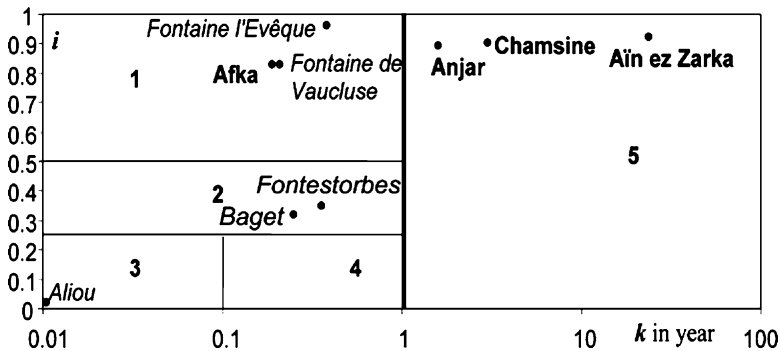 1
i
Fontaine l'Evêque
Chamsine
0.9
Anjar
Aïn ez Zarka
0.8
1
Afka
Fontaine de
Vaucluse
0.7
0.6
0.5
5
0.4
2
Fontestorbes
0.3
Baget
0.2
3
4
0.1
Aliou
0
0.01
0.1
1
10
k in year
100